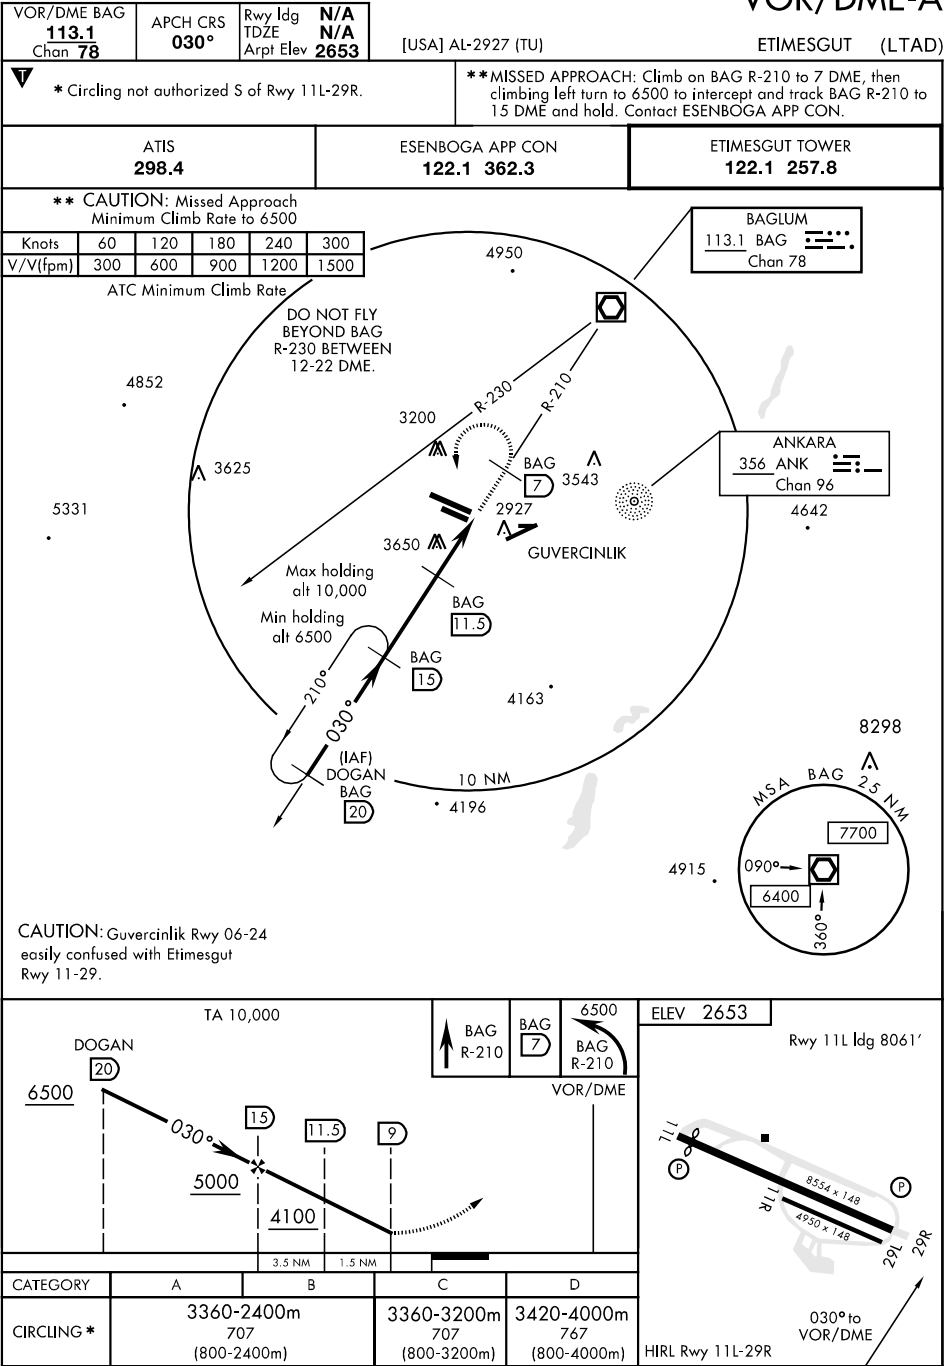 VOR/DME-A
VOR/DME BAG
113.1
Chan 78
APCH CRS
030°
Rwy ldg N/A
TDZE N/A
Arpt Elev 2653
[USA] AL-2927 (TU)
ETIMESGUT (LTAD)
T
* Circling not authorized S of Rwy 11L-29R.
** MISSED APPROACH: Climb on BAG R-210 to 7 DME, then
climbing left turn to 6500 to intercept and track BAG R-210 to
15 DME and hold. Contact ESENBOGA APP CON.
ATIS
298.4
ESENBOGA APP CON
122.1 362.3
ETIMESGUT TOWER
122.1 257.8
** CAUTION: Missed Approach
Minimum Climb Rate to 6500
Knots 60 120 180 240 300
V/V(fpm) 300 600 900 1200 1500
ATC Minimum Climb Rate
4950
BAGLUM
113.1 BAG
Chan 78
DO NOT FLY
BEYOND BAG
R-230 BETWEEN
12-22 DME.
R-230
R-210
4852
3200
3625
BAG
7
3543
ANKARA
356 ANK
Chan 96
5331
2927
4642
3650
GUVERCINLIK
Max holding
alt 10,000
Min holding
alt 6500
BAG
11.5
BAG
15
210°
030°
4163
(IAF)
DOGAN
BAG
20
10 NM
4196
8298
MSA BAG 25 NM
7700
4915
090°
6400
360°
CAUTION: Guvercinlik Rwy 06-24
easily confused with Etimesgut
Rwy 11-29.
TA 10,000
BAG
R-210
BAG
7
6500
BAG
R-210
VOR/DME
DOGAN
20
6500
030°
15
11.5
9
5000
4100
3.5 NM
1.5 NM
ELEV 2653
Rwy 11L ldg 8061'
11L
P
P
8554 x 148
11R
4950 x 148
29L
29R
030° to
VOR/DME
HIRL Rwy 11L-29R
CATEGORY A B C D
CIRCLING *
3360-2400m
707
(800-2400m)
3360-3200m
707
(800-3200m)
3420-4000m
767
(800-4000m)